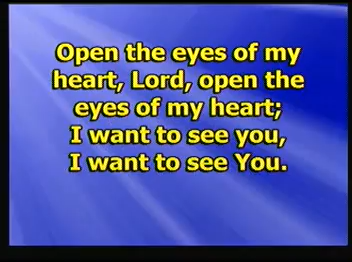 Open the eyes of my
heart, Lord, open the
eyes of my heart;
I want to see you,
I want to see You.